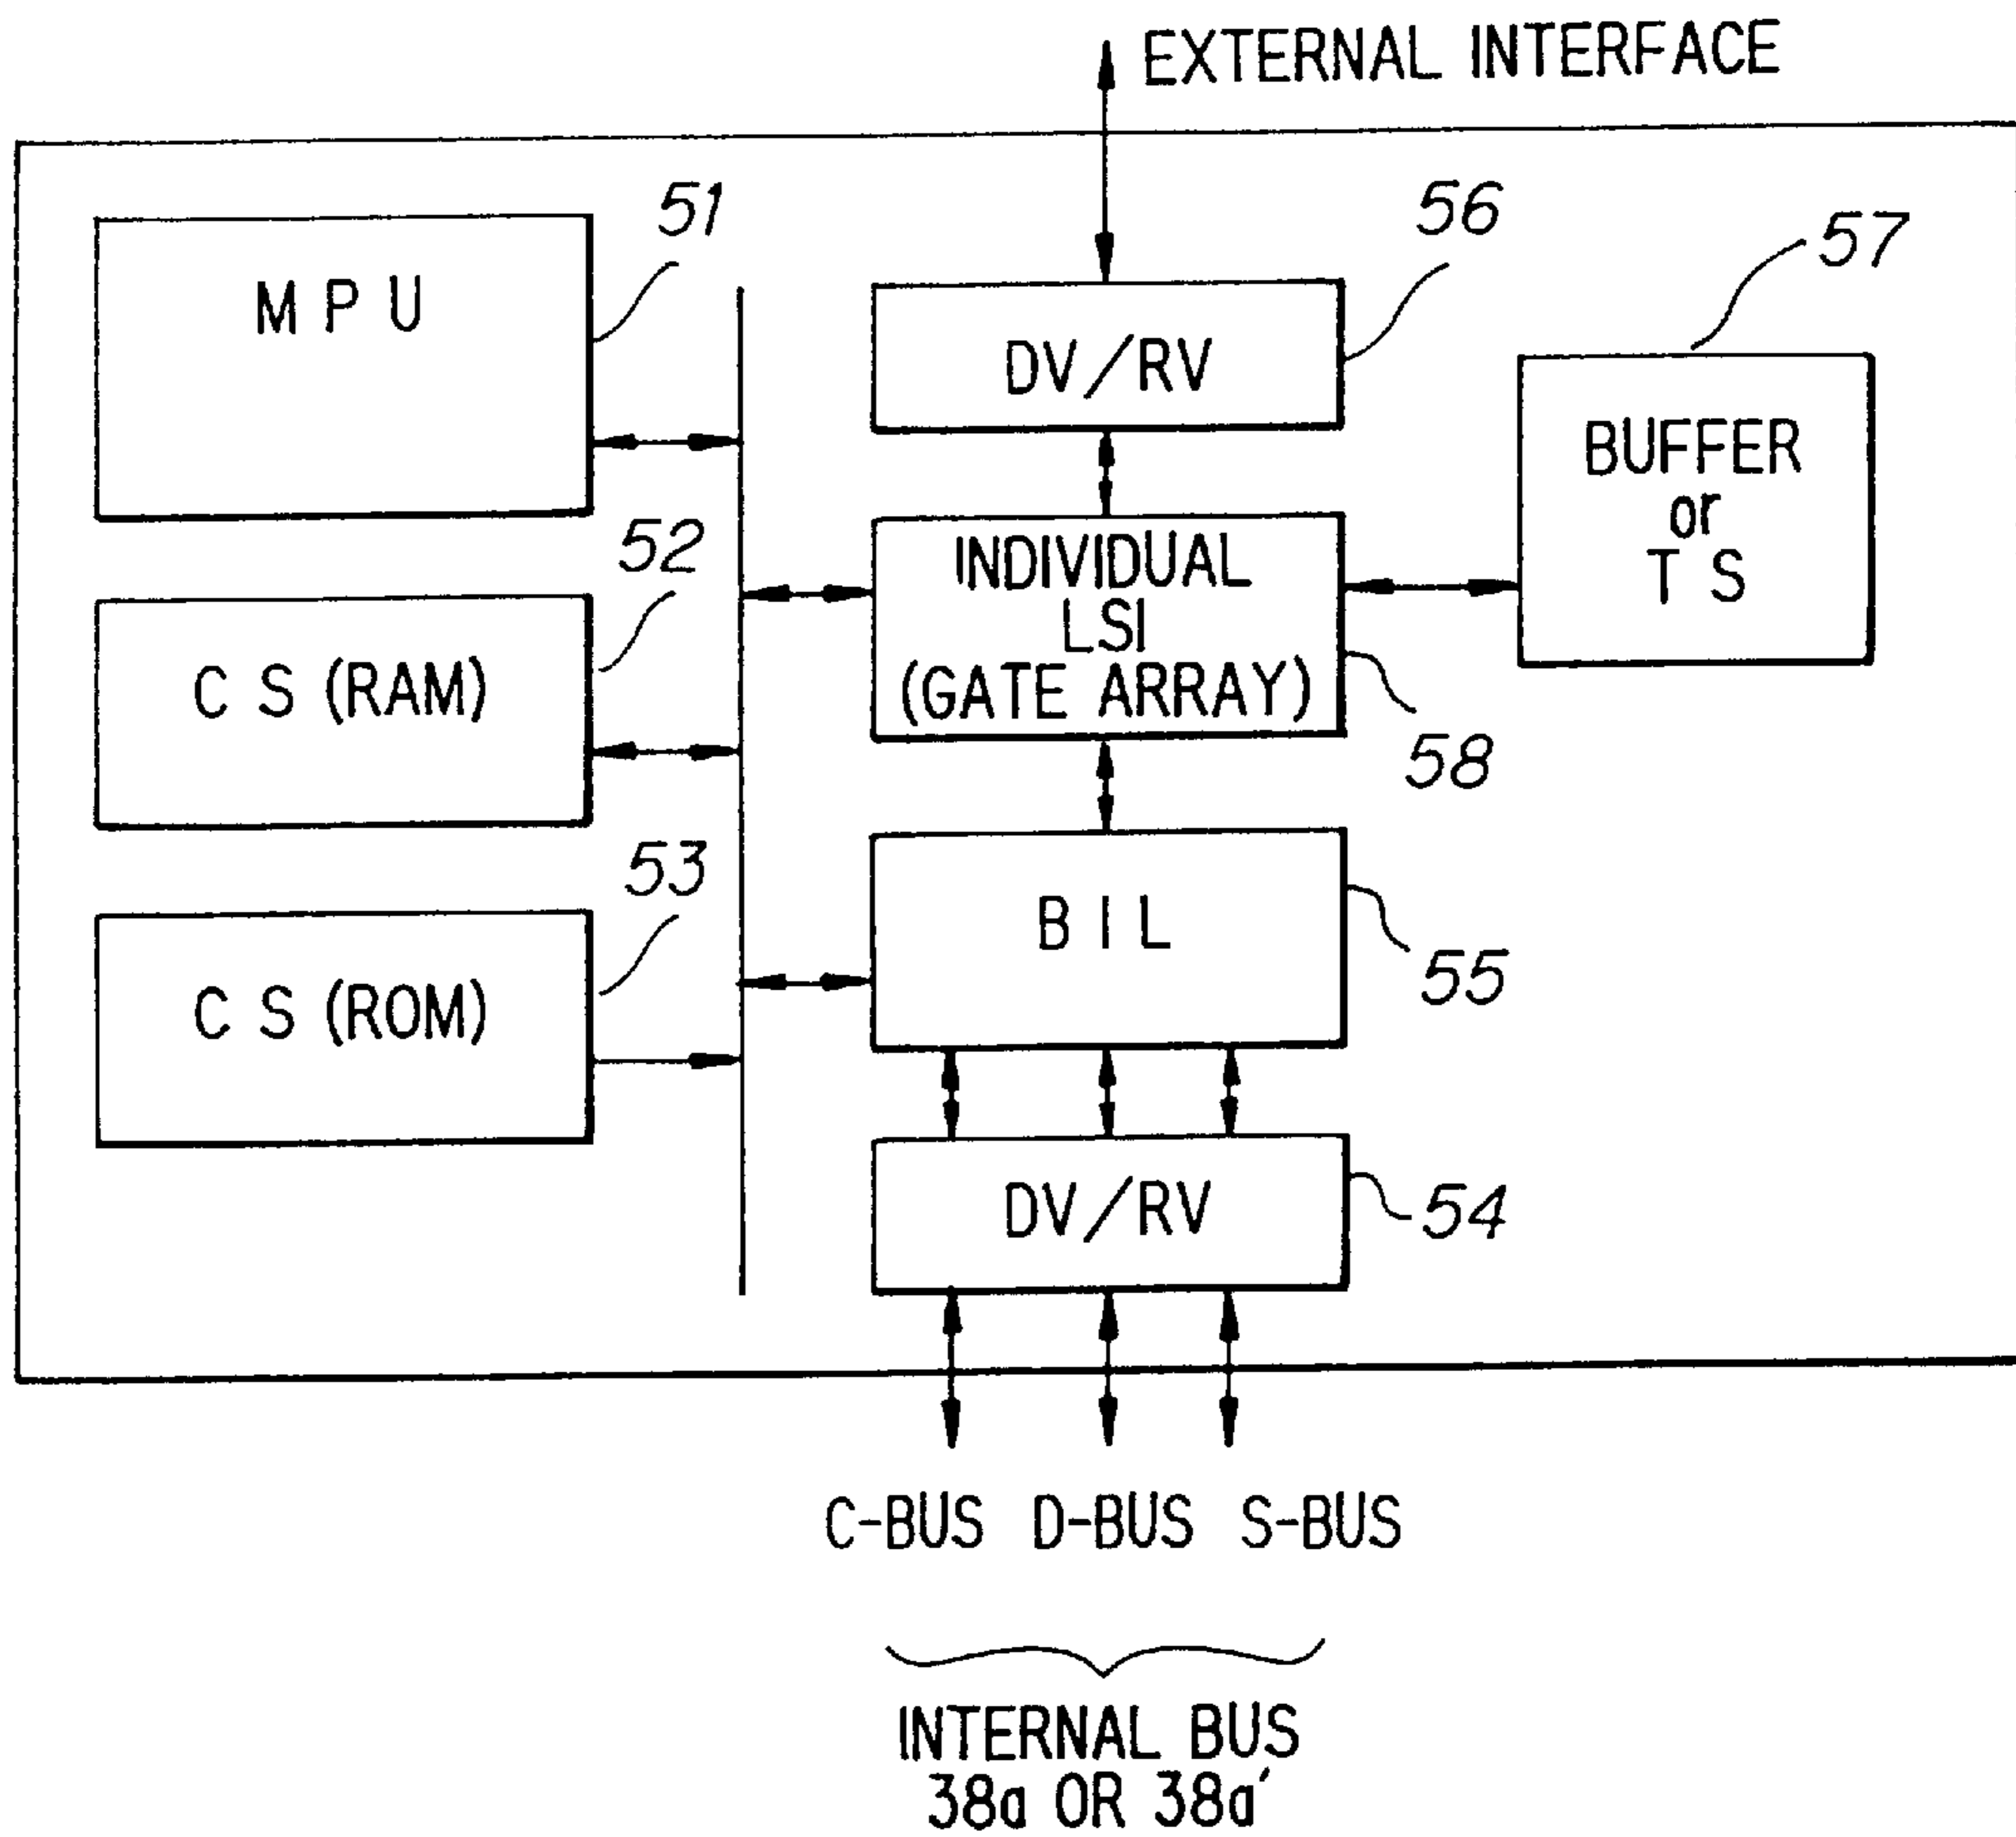 EXTERNAL INTERFACE
51
M P U
56
DV/RV
57
BUFFER
or
T S
52
C S (RAM)
INDIVIDUAL
LSI
(GATE ARRAY)
58
53
C S (ROM)
B I L
55
DV/RV
54
C-BUS D-BUS S-BUS
INTERNAL BUS
38a OR 38a'